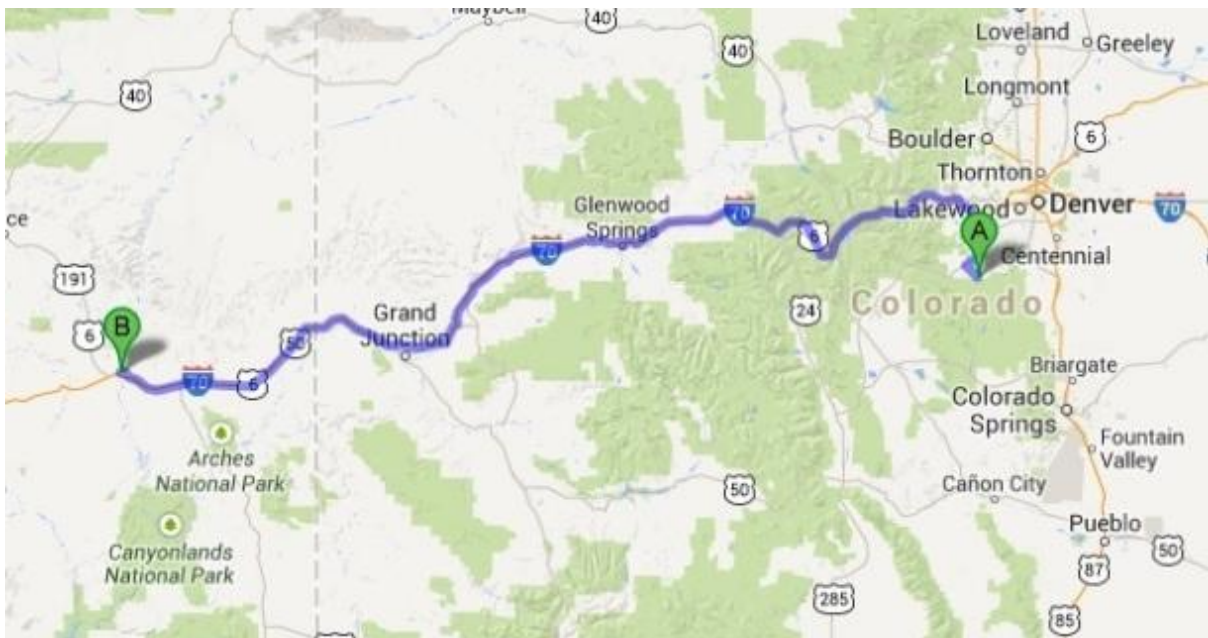 40
40
Loveland
Greeley
40
Longmont
6
Boulder
Thornton
Glenwood
Springs
70
Lakewood
Denver
70
ce
6
A
Centennial
70
191
Colorado
24
Grand
Junction
B
6
50
Briargate
70
6
Colorado
Springs
Arches
National Park
Fountain
Valley
50
Cañon City
Canyonlands
National Park
Pueblo
50
87
285
85